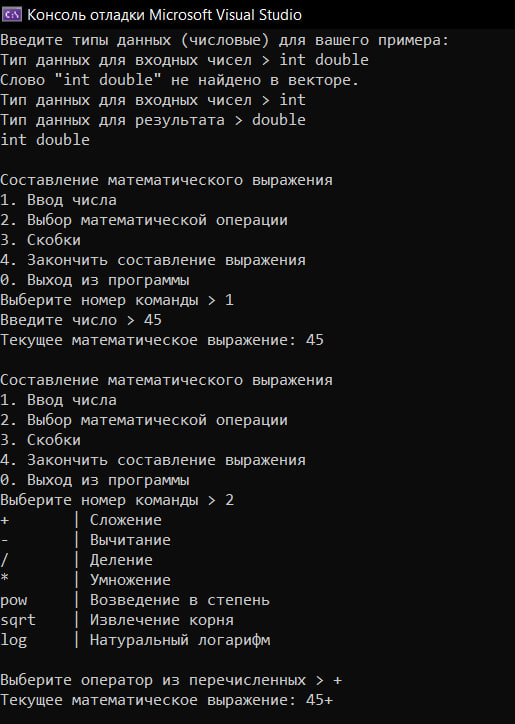 Консоль отладки Microsoft Visual Studio
Введите типы данных (числовые) для вашего примера:
Тип данных для входных чисел > int double
Слово "int double" не найдено в векторе.
Тип данных для входных чисел > int
Тип данных для результата > double
int double
Составление математического выражения
1. Ввод числа
2. Выбор математической операции
3. Скобки
4. Закончить составление выражения
0. Выход из программы
Выберите номер команды > 1
Введите число > 45
Текущее математическое выражение: 45
Составление математического выражения
1. Ввод числа
2. Выбор математической операции
3. Скобки
4. Закончить составление выражения
0. Выход из программы
Выберите номер команды > 2
+ | Сложение
- | Вычитание
/ | Деление
* | Умножение
pow | Возведение в степень
sqrt | Извлечение корня
log | Натуральный логарифм
Выберите оператор из перечисленных > +
Текущее математическое выражение: 45+